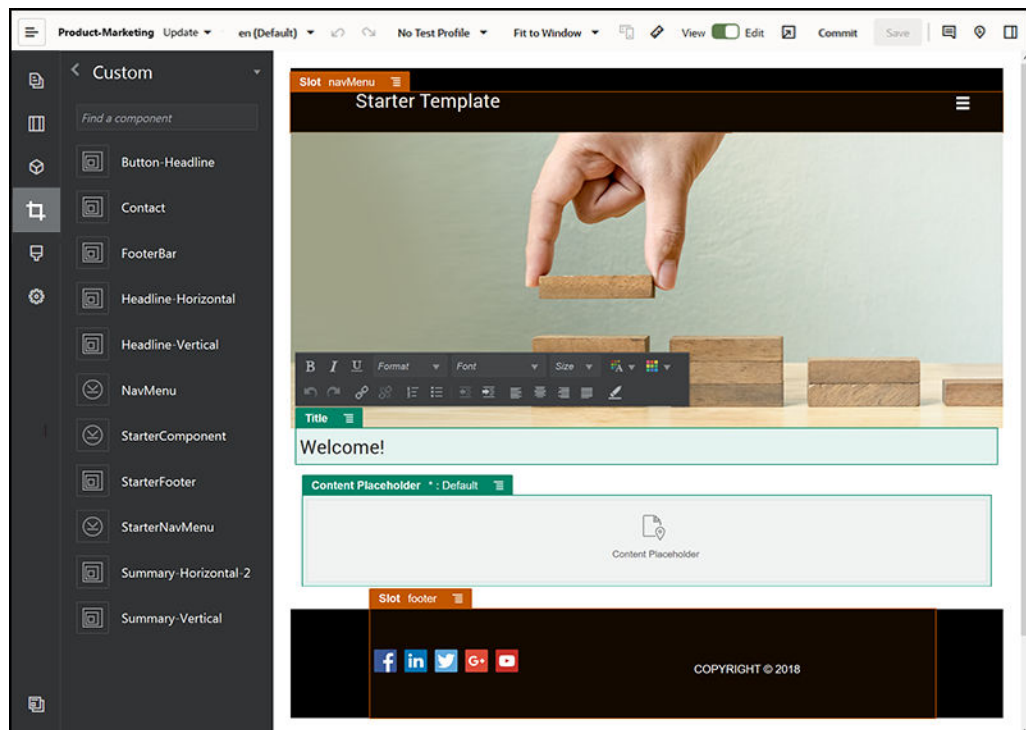 Product-Marketing Update en (Default) No Test Profile Fit to Window View Edit Commit Save
Custom
Find a component
Button-Headline
Contact
FooterBar
Headline-Horizontal
Headline-Vertical
NavMenu
StarterComponent
StarterFooter
StarterNavMenu
Summary-Horizontal-2
Summary-Vertical
Slot navMenu
Starter Template
B I U Format Font Size A
Title
Welcome!
Content Placeholder * : Default
Content Placeholder
Slot footer
f in G+
COPYRIGHT © 2018